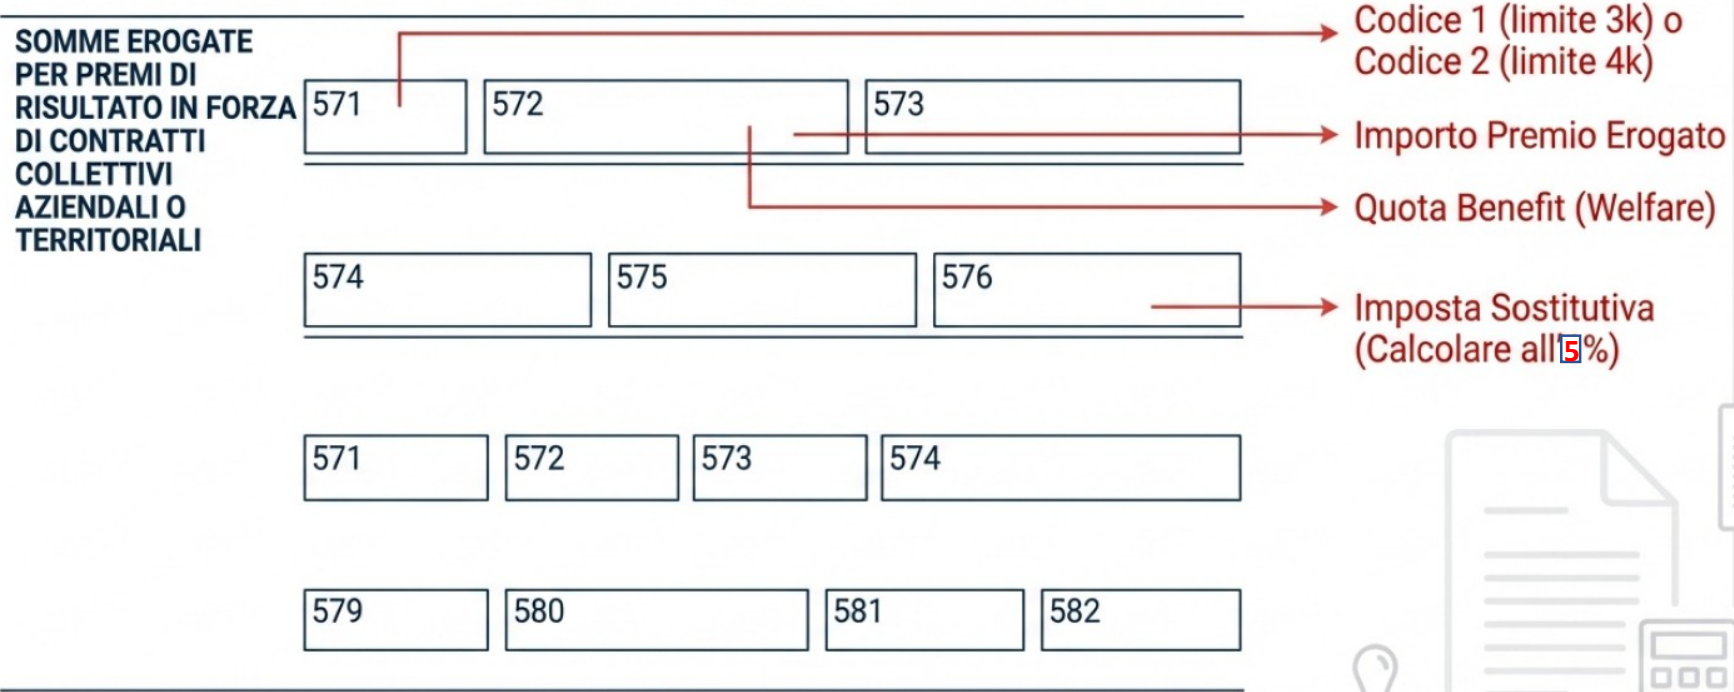 SOMME EROGATE
PER PREMI DI
RISULTATO IN FORZA
DI CONTRATTI
COLLETTIVI
AZIENDALI O
TERRITORIALI
571
572
573
Codice 1 (limite 3k) o
Codice 2 (limite 4k)
Importo Premio Erogato
Quota Benefit (Welfare)
574
575
576
Imposta Sostitutiva
(Calcolare all'5%)
571
572
573
574
579
580
581
582